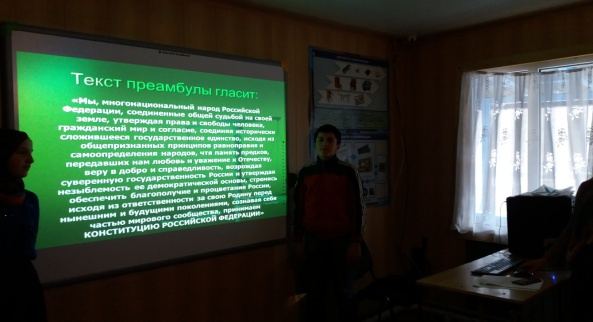 Текст преамбулы гласит:
«Мы, многонациональный народ Российской
Федерации, соединенные общей судьбой на своей
земле, утверждая права и свободы человека,
гражданский мир и согласие, соединяя исторически
сложившееся государственное единство, исходя из
общепризнанных принципов равноправия и
самоопределения народов, чтя память предков,
передавших нам любовь и уважение к Отечеству,
веру в добро и справедливость, возрождая
суверенную государственность России и утверждая
незыблемость ее демократической основы, стремясь
обеспечить благополучие и процветание России,
исходя из ответственности за свою Родину перед
нынешним и будущими поколениями, сознавая себя
частью мирового сообщества, принимаем
КОНСТИТУЦИЮ РОССИЙСКОЙ ФЕДЕРАЦИИ»